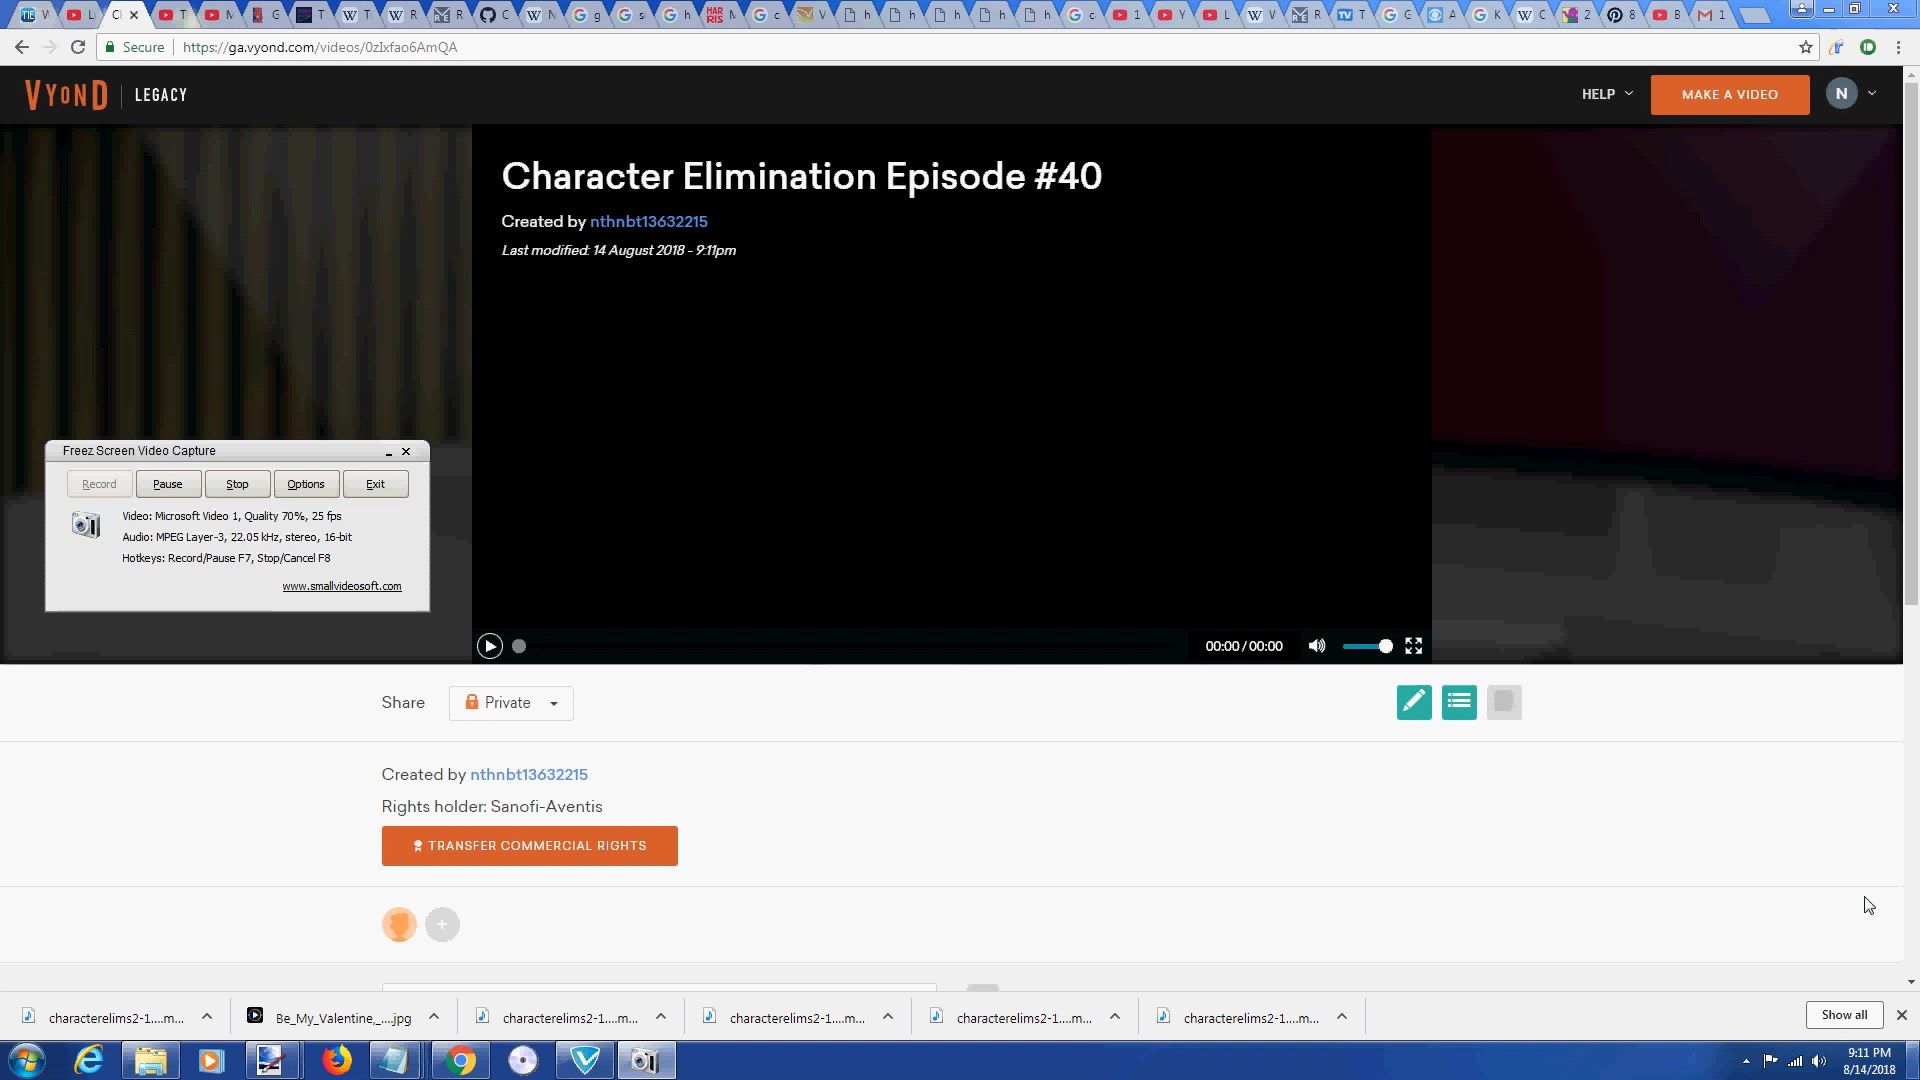 Secure
https://ga.vyond.com/videos/0zIxfao6AmQA
VYOND LEGACY
HELP
MAKE A VIDEO
N
Character Elimination Episode #40
Created by nthnbt13632215
Last modified: 14 August 2018 - 9:11pm
Freez Screen Video Capture
Record
Pause
Stop
Options
Exit
Video: Microsoft Video 1, Quality 70%, 25 fps
Audio: MPEG Layer-3, 22.05 kHz, stereo, 16-bit
Hotkeys: Record/Pause F7, Stop/Cancel F8
www.smallvideosoft.com
00:00 / 00:00
Share
Private
Created by nthnbt13632215
Rights holder: Sanofi-Aventis
TRANSFER COMMERCIAL RIGHTS
characterelims2-1....m...
Be_My_Valentine,_....jpg
characterelims2-1....m...
characterelims2-1....m...
characterelims2-1....m...
characterelims2-1....m...
Show all
9:11 PM
8/14/2018